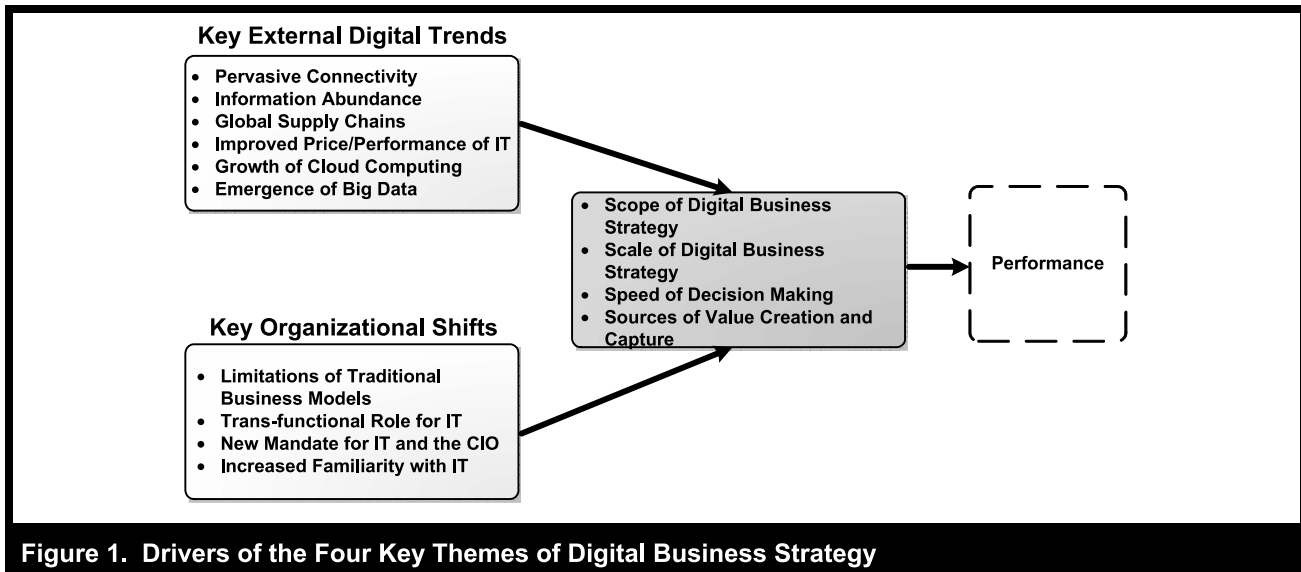 Key External Digital Trends
• Pervasive Connectivity
• Information Abundance
• Global Supply Chains
• Improved Price/Performance of IT
• Growth of Cloud Computing
• Emergence of Big Data
Key Organizational Shifts
• Limitations of Traditional
Business Models
• Trans-functional Role for IT
• New Mandate for IT and the CIO
• Increased Familiarity with IT
• Scope of Digital Business
Strategy
• Scale of Digital Business
Strategy
• Speed of Decision Making
• Sources of Value Creation and
Capture
Performance
Figure 1. Drivers of the Four Key Themes of Digital Business Strategy